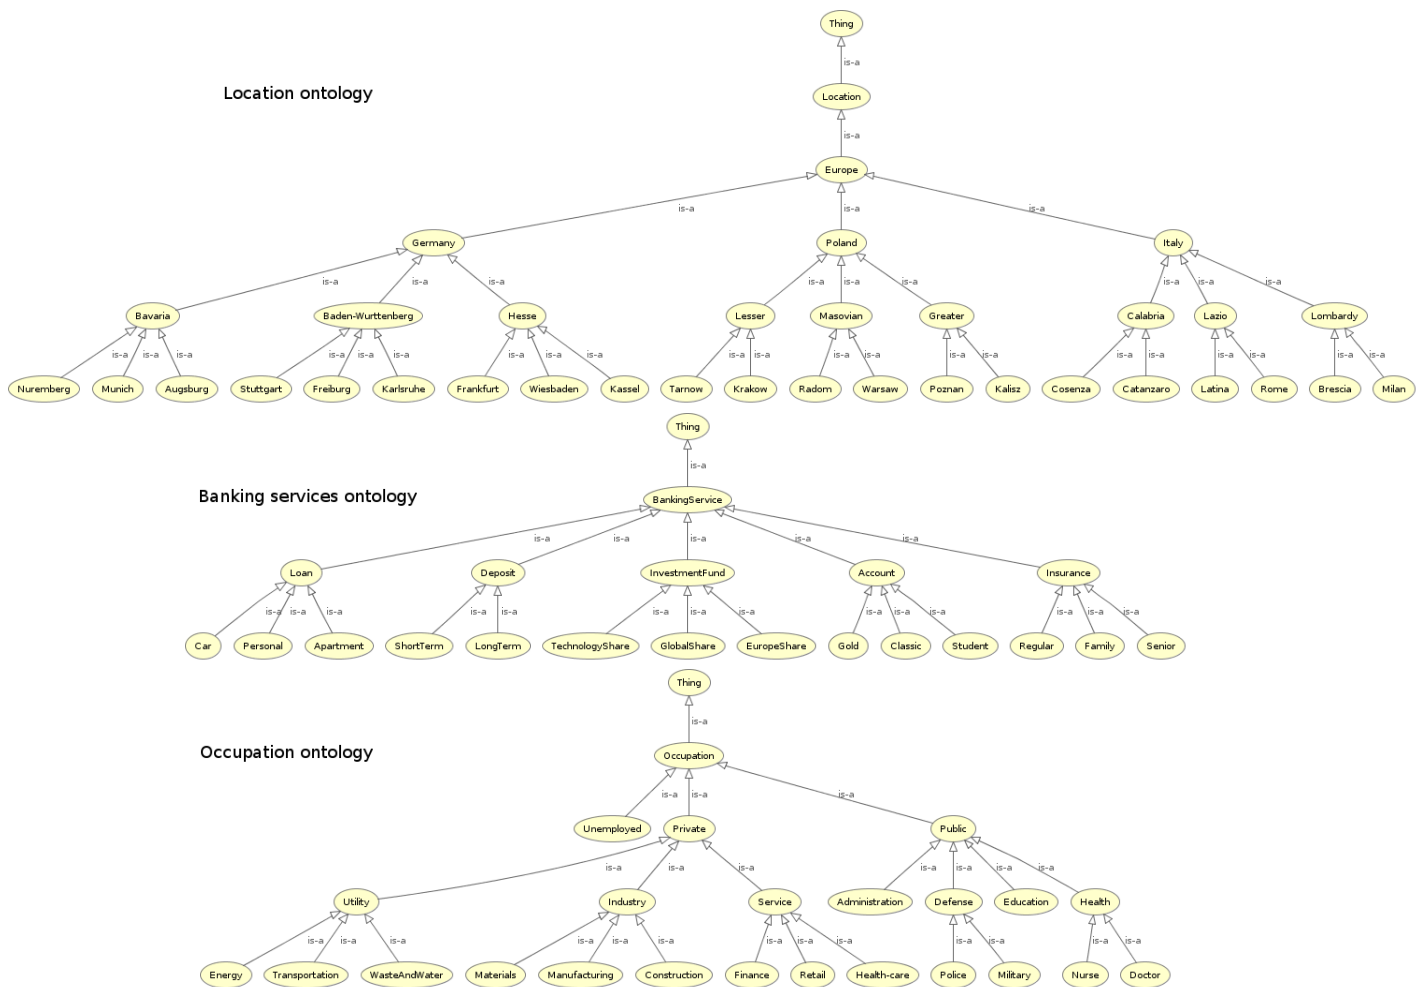 Thing
is-a
Location ontology
Location
is-a
Europe
is-a is-a is-a
Germany Poland Italy
is-a is-a is-a is-a is-a is-a is-a is-a is-a
Bavaria Baden-Wurttenberg Hesse Lesser Masovian Greater Calabria Lazio Lombardy
is-a is-a is-a is-a is-a is-a is-a is-a is-a is-a is-a is-a is-a is-a is-a is-a is-a is-a is-a is-a is-a
Nuremberg Munich Augsburg Stuttgart Freiburg Karlsruhe Frankfurt Wiesbaden Kassel Tarnow Krakow Radom Warsaw Poznan Kalisz Cosenza Catanzaro Latina Rome Brescia Milan
Thing
is-a
Banking services ontology
BankingService
is-a is-a is-a is-a is-a
Loan Deposit InvestmentFund Account Insurance
is-a is-a is-a is-a is-a is-a is-a is-a is-a is-a is-a is-a is-a is-a
Car Personal Apartment ShortTerm LongTerm TechnologyShare GlobalShare EuropeShare Gold Classic Student Regular Family Senior
Thing
is-a
Occupation ontology
Occupation
is-a is-a is-a
Unemployed Private Public
is-a is-a is-a is-a is-a is-a is-a
Utility Industry Service Administration Defense Education Health
is-a is-a is-a is-a is-a is-a is-a is-a is-a is-a is-a is-a is-a
Energy Transportation WasteAndWater Materials Manufacturing Construction Finance Retail Health-care Police Military Nurse Doctor